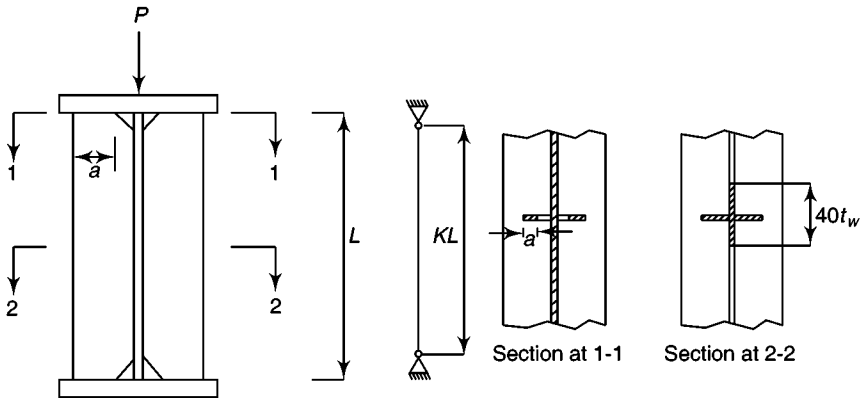 P
1
1
a
2
2
L
KL
a
40t_w
Section at 1-1
Section at 2-2